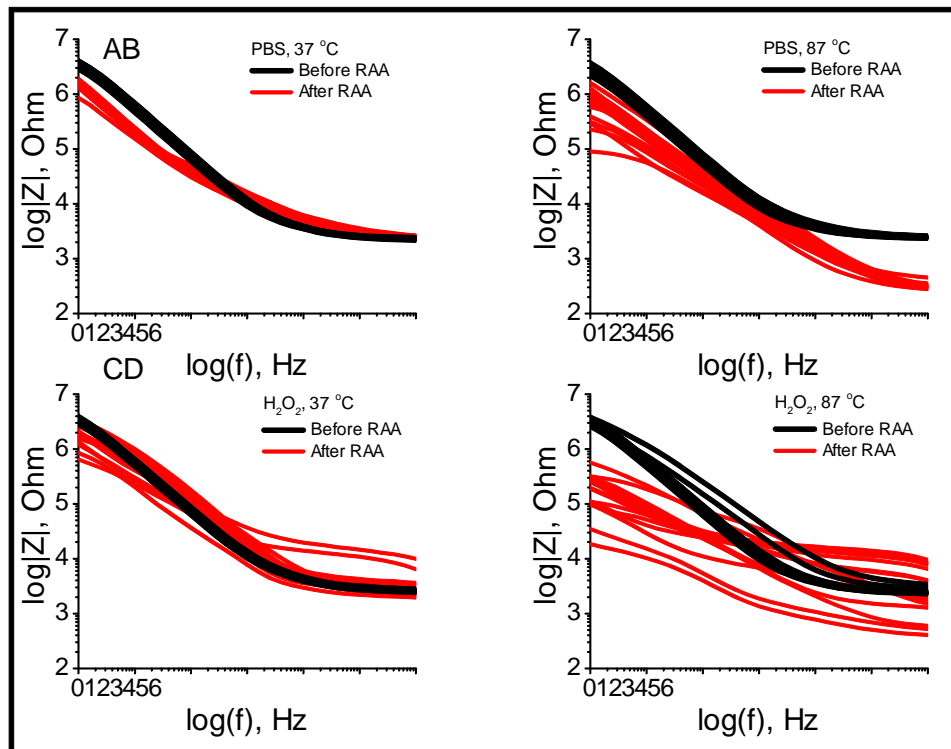 AB
PBS, 37 °C
Before RAA
After RAA
log|Z|, Ohm
7
6
5
4
3
2
0123456
log(f), Hz
PBS, 87 °C
Before RAA
After RAA
log|Z|, Ohm
7
6
5
4
3
2
0123456
log(f), Hz
CD
H₂O₂, 37 °C
Before RAA
After RAA
log|Z|, Ohm
7
6
5
4
3
2
0123456
log(f), Hz
H₂O₂, 87 °C
Before RAA
After RAA
log|Z|, Ohm
7
6
5
4
3
2
0123456
log(f), Hz